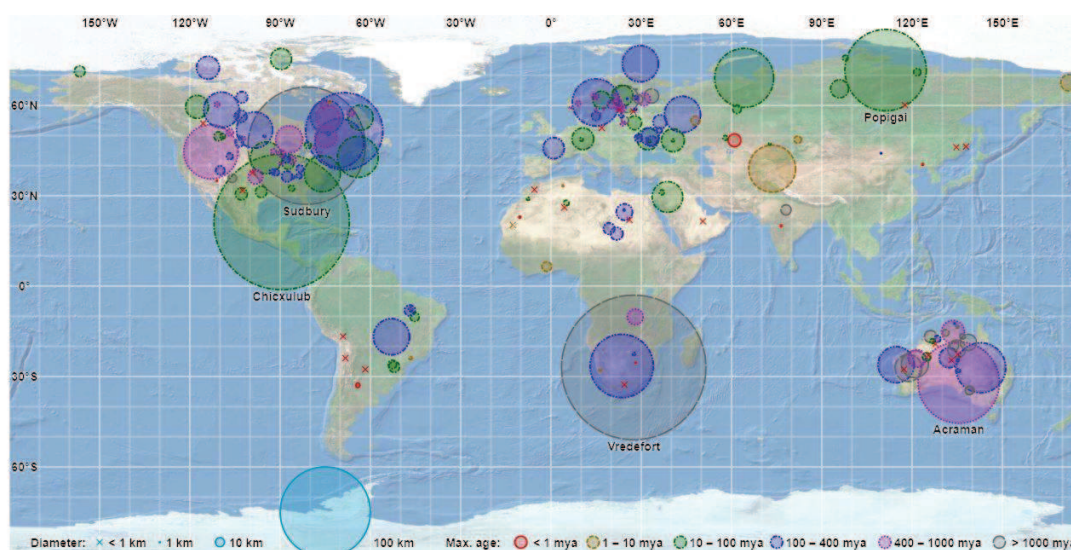 150°W 120°W 90°W 60°W 0° 30°E 60°E 90°E 120°E 150°E
60°N
Popigai
30°N
Sudbury
0°
Chicxulub
30°S
Vredefort
Acraman
60°S
Diameter: < 1 km 1 km 10 km 100 km Max. age: < 1 mya 1 – 10 mya 10 – 100 mya 100 – 400 mya 400 – 1000 mya > 1000 mya